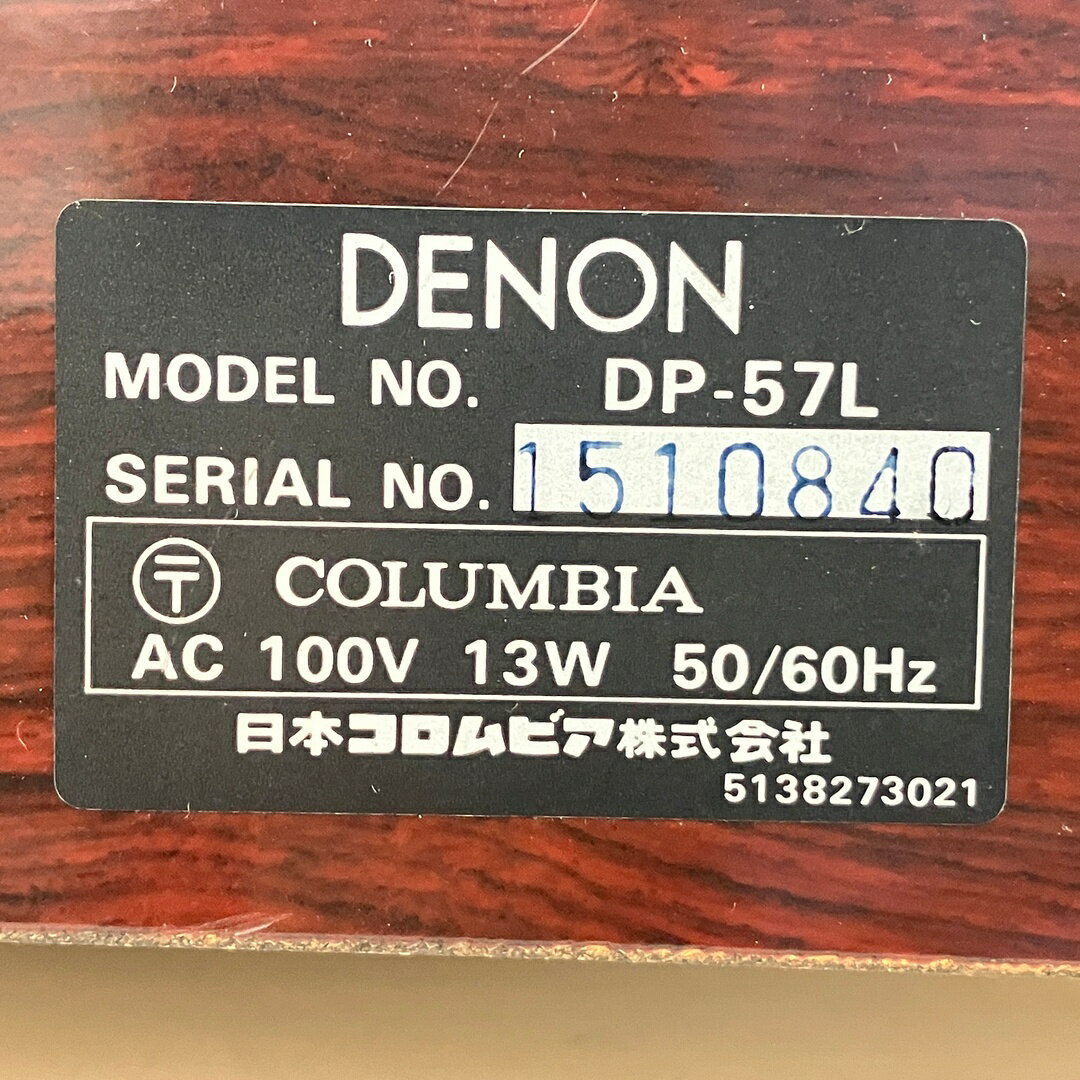 DENON
MODEL NO. DP-57L
SERIAL NO. 1510840
〒 COLUMBIA
AC 100V 13W 50/60Hz
日本コロムビア株式会社
5138273021